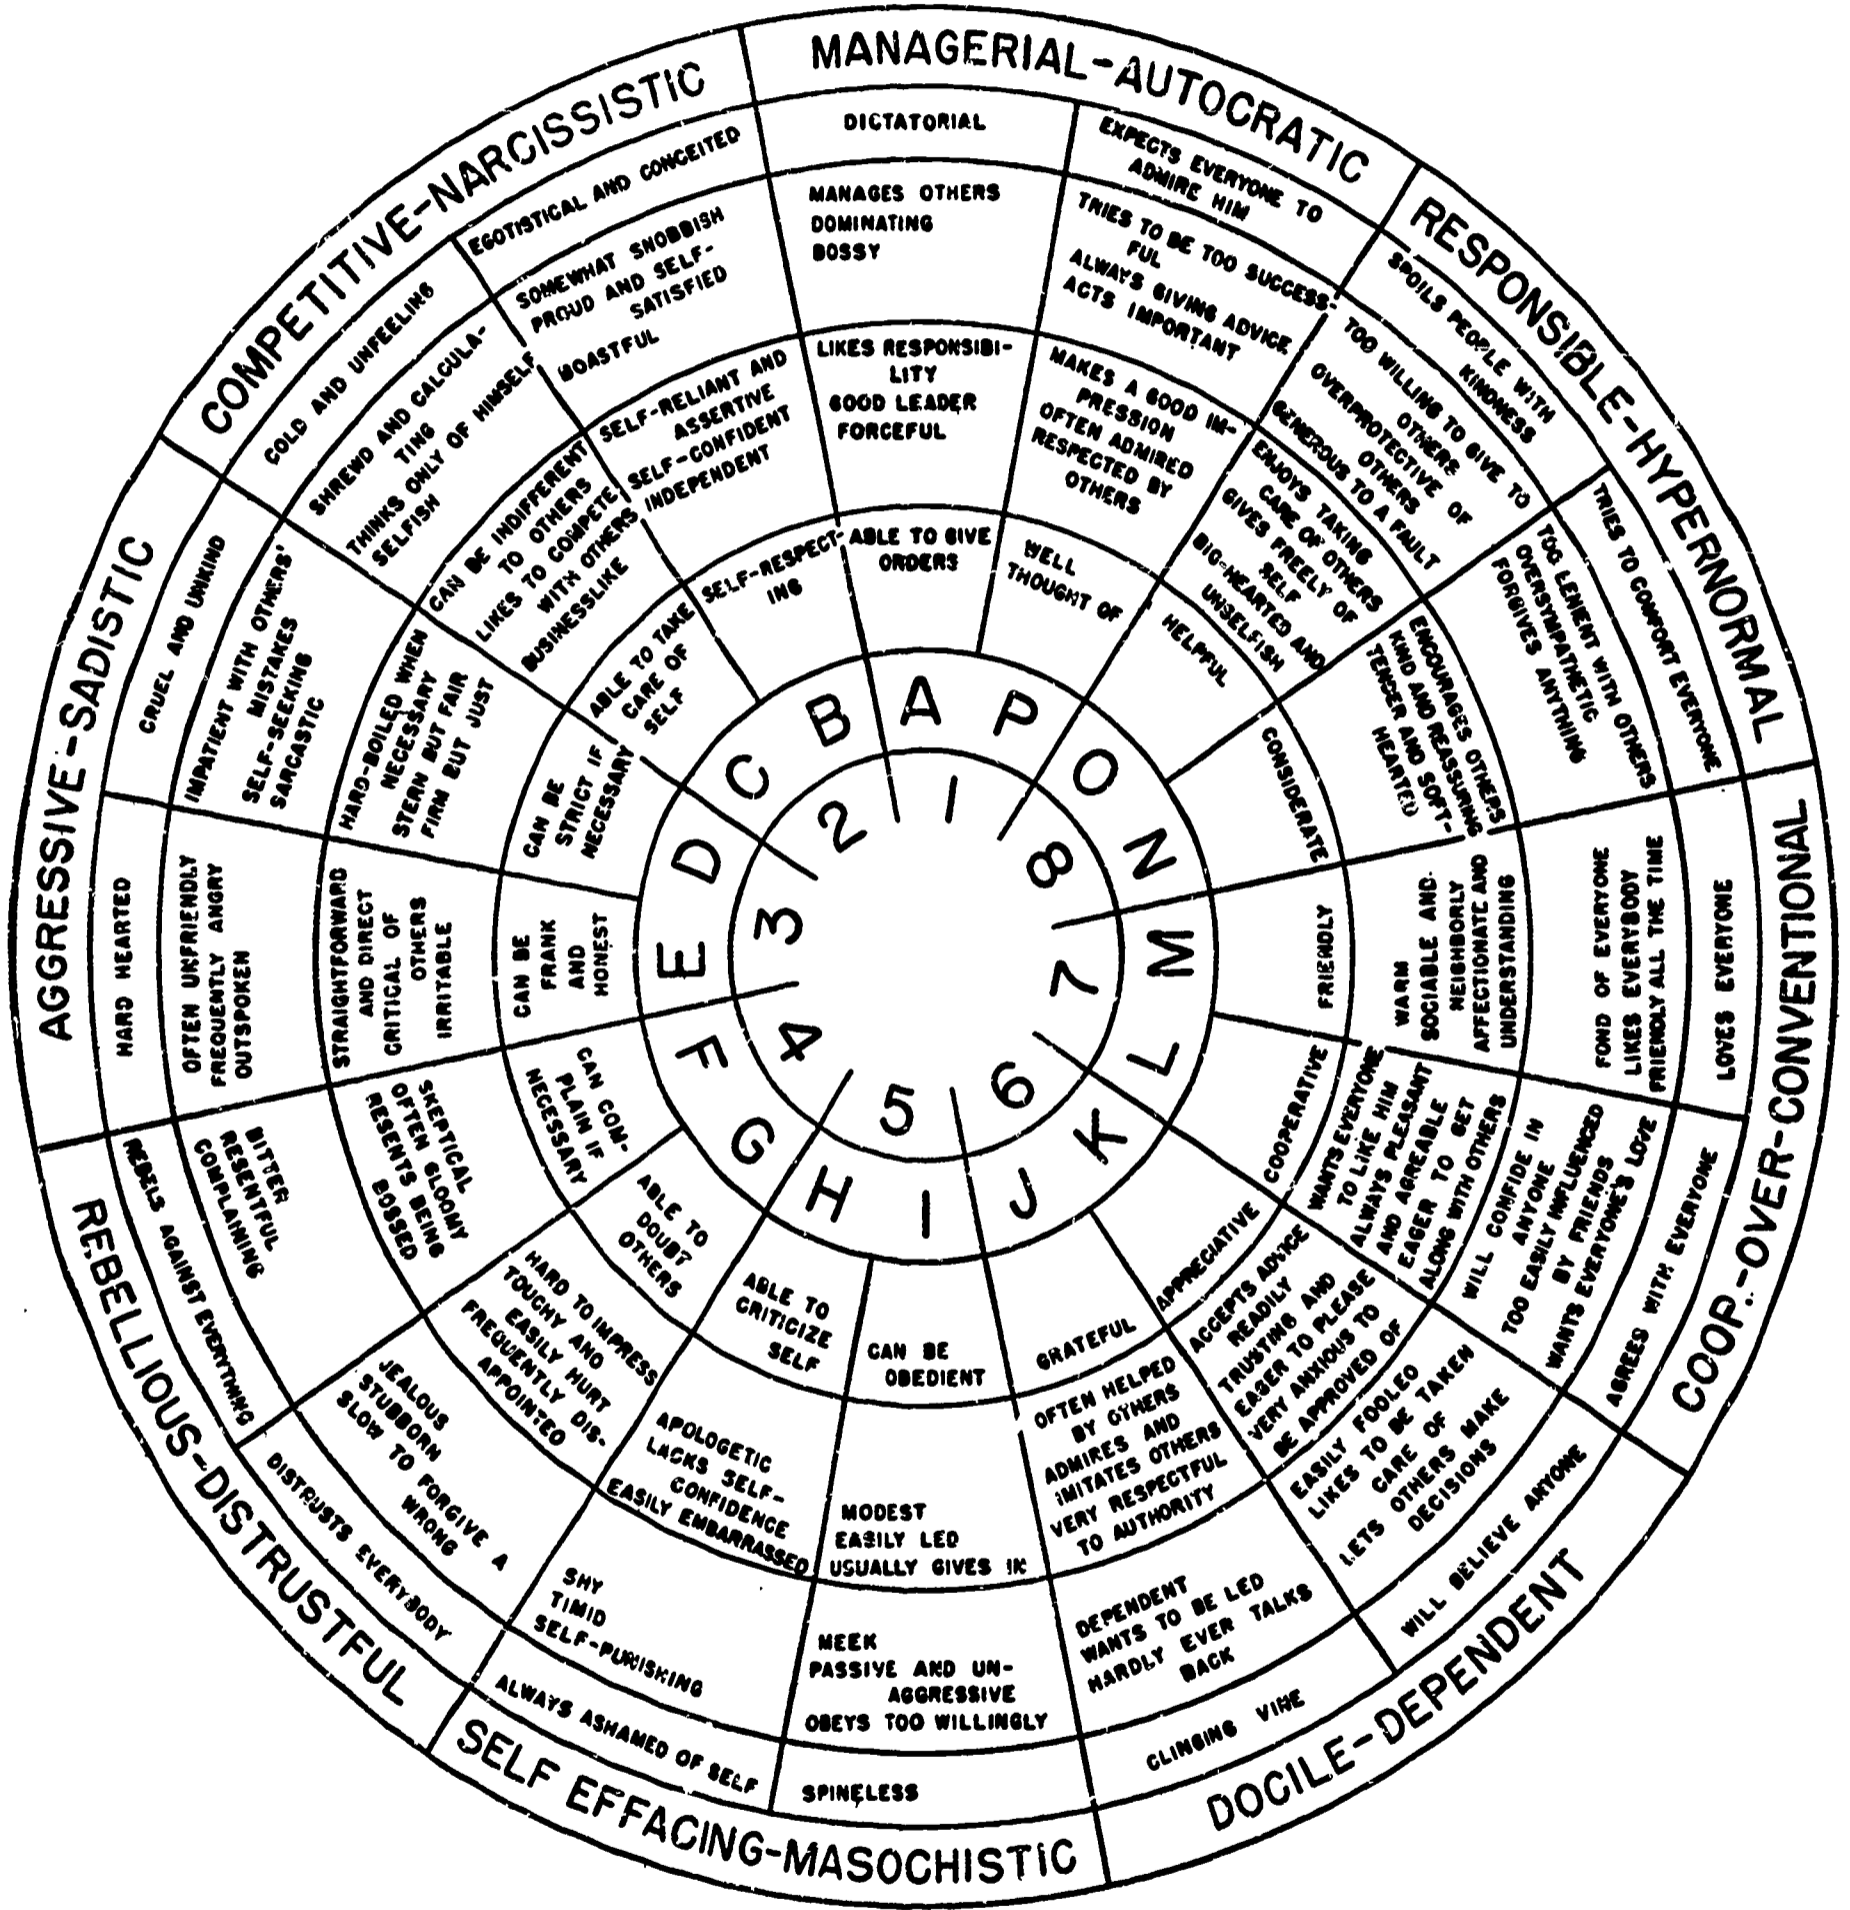 MANAGERIAL-AUTOCRATIC
RESPONSIBLE-HYPERNORMAL
COOP.-OVER-CONVENTIONAL
DOCILE-DEPENDENT
SELF EFFACING-MASOCHISTIC
REBELLIOUS-DISTRUSTFUL
AGGRESSIVE-SADISTIC
COMPETITIVE-NARCISSISTIC
DICTATORIAL
MANAGES OTHERS
DOMINATING
BOSSY
LIKES RESPONSIBI-
LITY
GOOD LEADER
FORCEFUL
ABLE TO GIVE
ORDERS
A
EXPECTS EVERYONE TO
ADMIRE HIM
TRIES TO BE TOO SUCCESS-
FUL
ALWAYS GIVING ADVICE
ACTS IMPORTANT
MAKES A GOOD IM-
PRESSION
OFTEN ADMIRED
RESPECTED BY
OTHERS
WELL
THOUGHT OF
P
1
SPOILS PEOPLE WITH
KINDNESS
TOO WILLING TO GIVE TO
OTHERS
OVERPROTECTIVE OF
OTHERS
GENEROUS TO A FAULT
ENJOYS TAKING
CARE OF OTHERS
GIVES FREELY OF
SELF
BIG-HEARTED AND
UNSELFISH
HELPFUL
O
TRIES TO COMFORT EVERYONE
TOO LENIENT WITH OTHERS
OVERSYMPATHETIC
FORGIVES ANYTHING
ENCOURAGES OTHERS
KIND AND REASSURING
TENDER AND SOFT-
HEARTED
CONSIDERATE
N
8
LOVES EVERYONE
FOND OF EVERYONE
LIKES EVERYBODY
FRIENDLY ALL THE TIME
WARM
SOCIABLE AND
NEIGHBORLY
AFFECTIONATE AND
UNDERSTANDING
FRIENDLY
M
7
AGREES WITH EVERYONE
WILL CONFIDE IN
ANYONE
TOO EASILY INFLUENCED
BY FRIENDS
WANTS EVERYONE'S LOVE
WANTS EVERYONE
TO LIKE HIM
ALWAYS PLEASANT
AND AGREABLE
EAGER TO GET
ALONG WITH OTHERS
COOPERATIVE
L
WILL BELIEVE ANYONE
EASILY FOOLED
LIKES TO BE TAKEN
CARE OF
LETS OTHERS MAKE
DECISIONS
ACCEPTS ADVICE
READILY
TRUSTING AND
EAGER TO PLEASE
VERY ANXIOUS TO
BE APPROVED OF
APPRECIATIVE
K
6
CLINGING VINE
DEPENDENT
WANTS TO BE LED
HARDLY EVER TALKS
BACK
OFTEN HELPED
BY OTHERS
ADMIRES AND
IMITATES OTHERS
VERY RESPECTFUL
TO AUTHORITY
GRATEFUL
J
SPINELESS
MEEK
PASSIVE AND UN-
AGGRESSIVE
OBEYS TOO WILLINGLY
MODEST
EASILY LED
USUALLY GIVES IN
CAN BE
OBEDIENT
I
5
ALWAYS ASHAMED OF SELF
SHY
TIMID
SELF-PUNISHING
APOLOGETIC
LACKS SELF-
CONFIDENCE
EASILY EMBARRASSED
ABLE TO
CRITICIZE
SELF
H
DISTRUSTS EVERYBODY
JEALOUS
STUBBORN
SLOW TO FORGIVE A
WRONG
HARD TO IMPRESS
TOUCHY AND
EASILY HURT
FREQUENTLY DIS-
APPOINTED
ABLE TO
DOUBT
OTHERS
G
4
REBELS AGAINST EVERYTHING
BITTER
RESENTFUL
COMPLAINING
SKEPTICAL
OFTEN GLOOMY
RESENTS BEING
BOSSED
CAN COM-
PLAIN IF
NECESSARY
F
HARD HEARTED
OFTEN UNFRIENDLY
FREQUENTLY ANGRY
OUTSPOKEN
STRAIGHTFORWARD
AND DIRECT
CRITICAL OF
OTHERS
IRRITABLE
CAN BE
FRANK
AND
HONEST
E
3
CRUEL AND UNKIND
IMPATIENT WITH OTHERS'
MISTAKES
SELF-SEEKING
SARCASTIC
HARD-BOILED WHEN
NECESSARY
STERN BUT FAIR
FIRM BUT JUST
CAN BE
STRICT IF
NECESSARY
D
COLD AND UNFEELING
SHREWD AND CALCULA-
TING
THINKS ONLY OF HIMSELF
SELFISH
CAN BE INDIFFERENT
TO OTHERS
LIKES TO COMPETE
WITH OTHERS
BUSINESSLIKE
ABLE TO TAKE
CARE OF
SELF
C
2
EGOTISTICAL AND CONCEITED
SOMEWHAT SNOBBISH
PROUD AND SELF-
SATISFIED
BOASTFUL
SELF-RELIANT AND
ASSERTIVE
SELF-CONFIDENT
INDEPENDENT
SELF-RESPECT-
ING
B